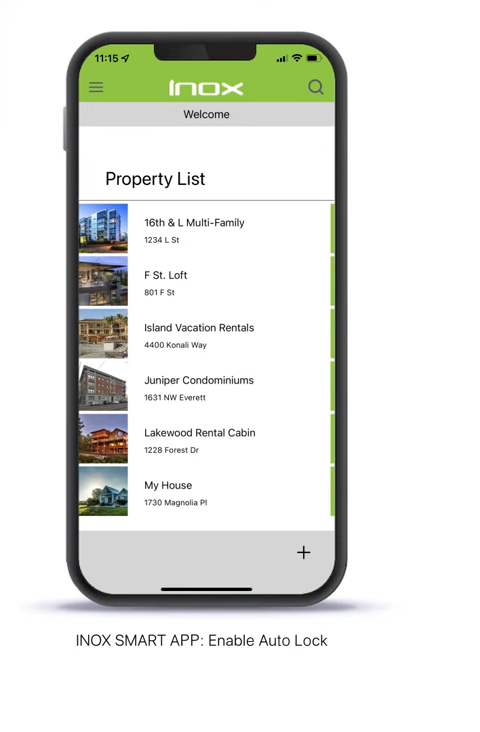 11:15
INOX
Welcome
Property List
16th & L Multi-Family
1234 L St
F St. Loft
801 F St
Island Vacation Rentals
4400 Konali Way
Juniper Condominiums
1631 NW Everett
Lakewood Rental Cabin
1228 Forest Dr
My House
1730 Magnolia Pl
+
INOX SMART APP: Enable Auto Lock